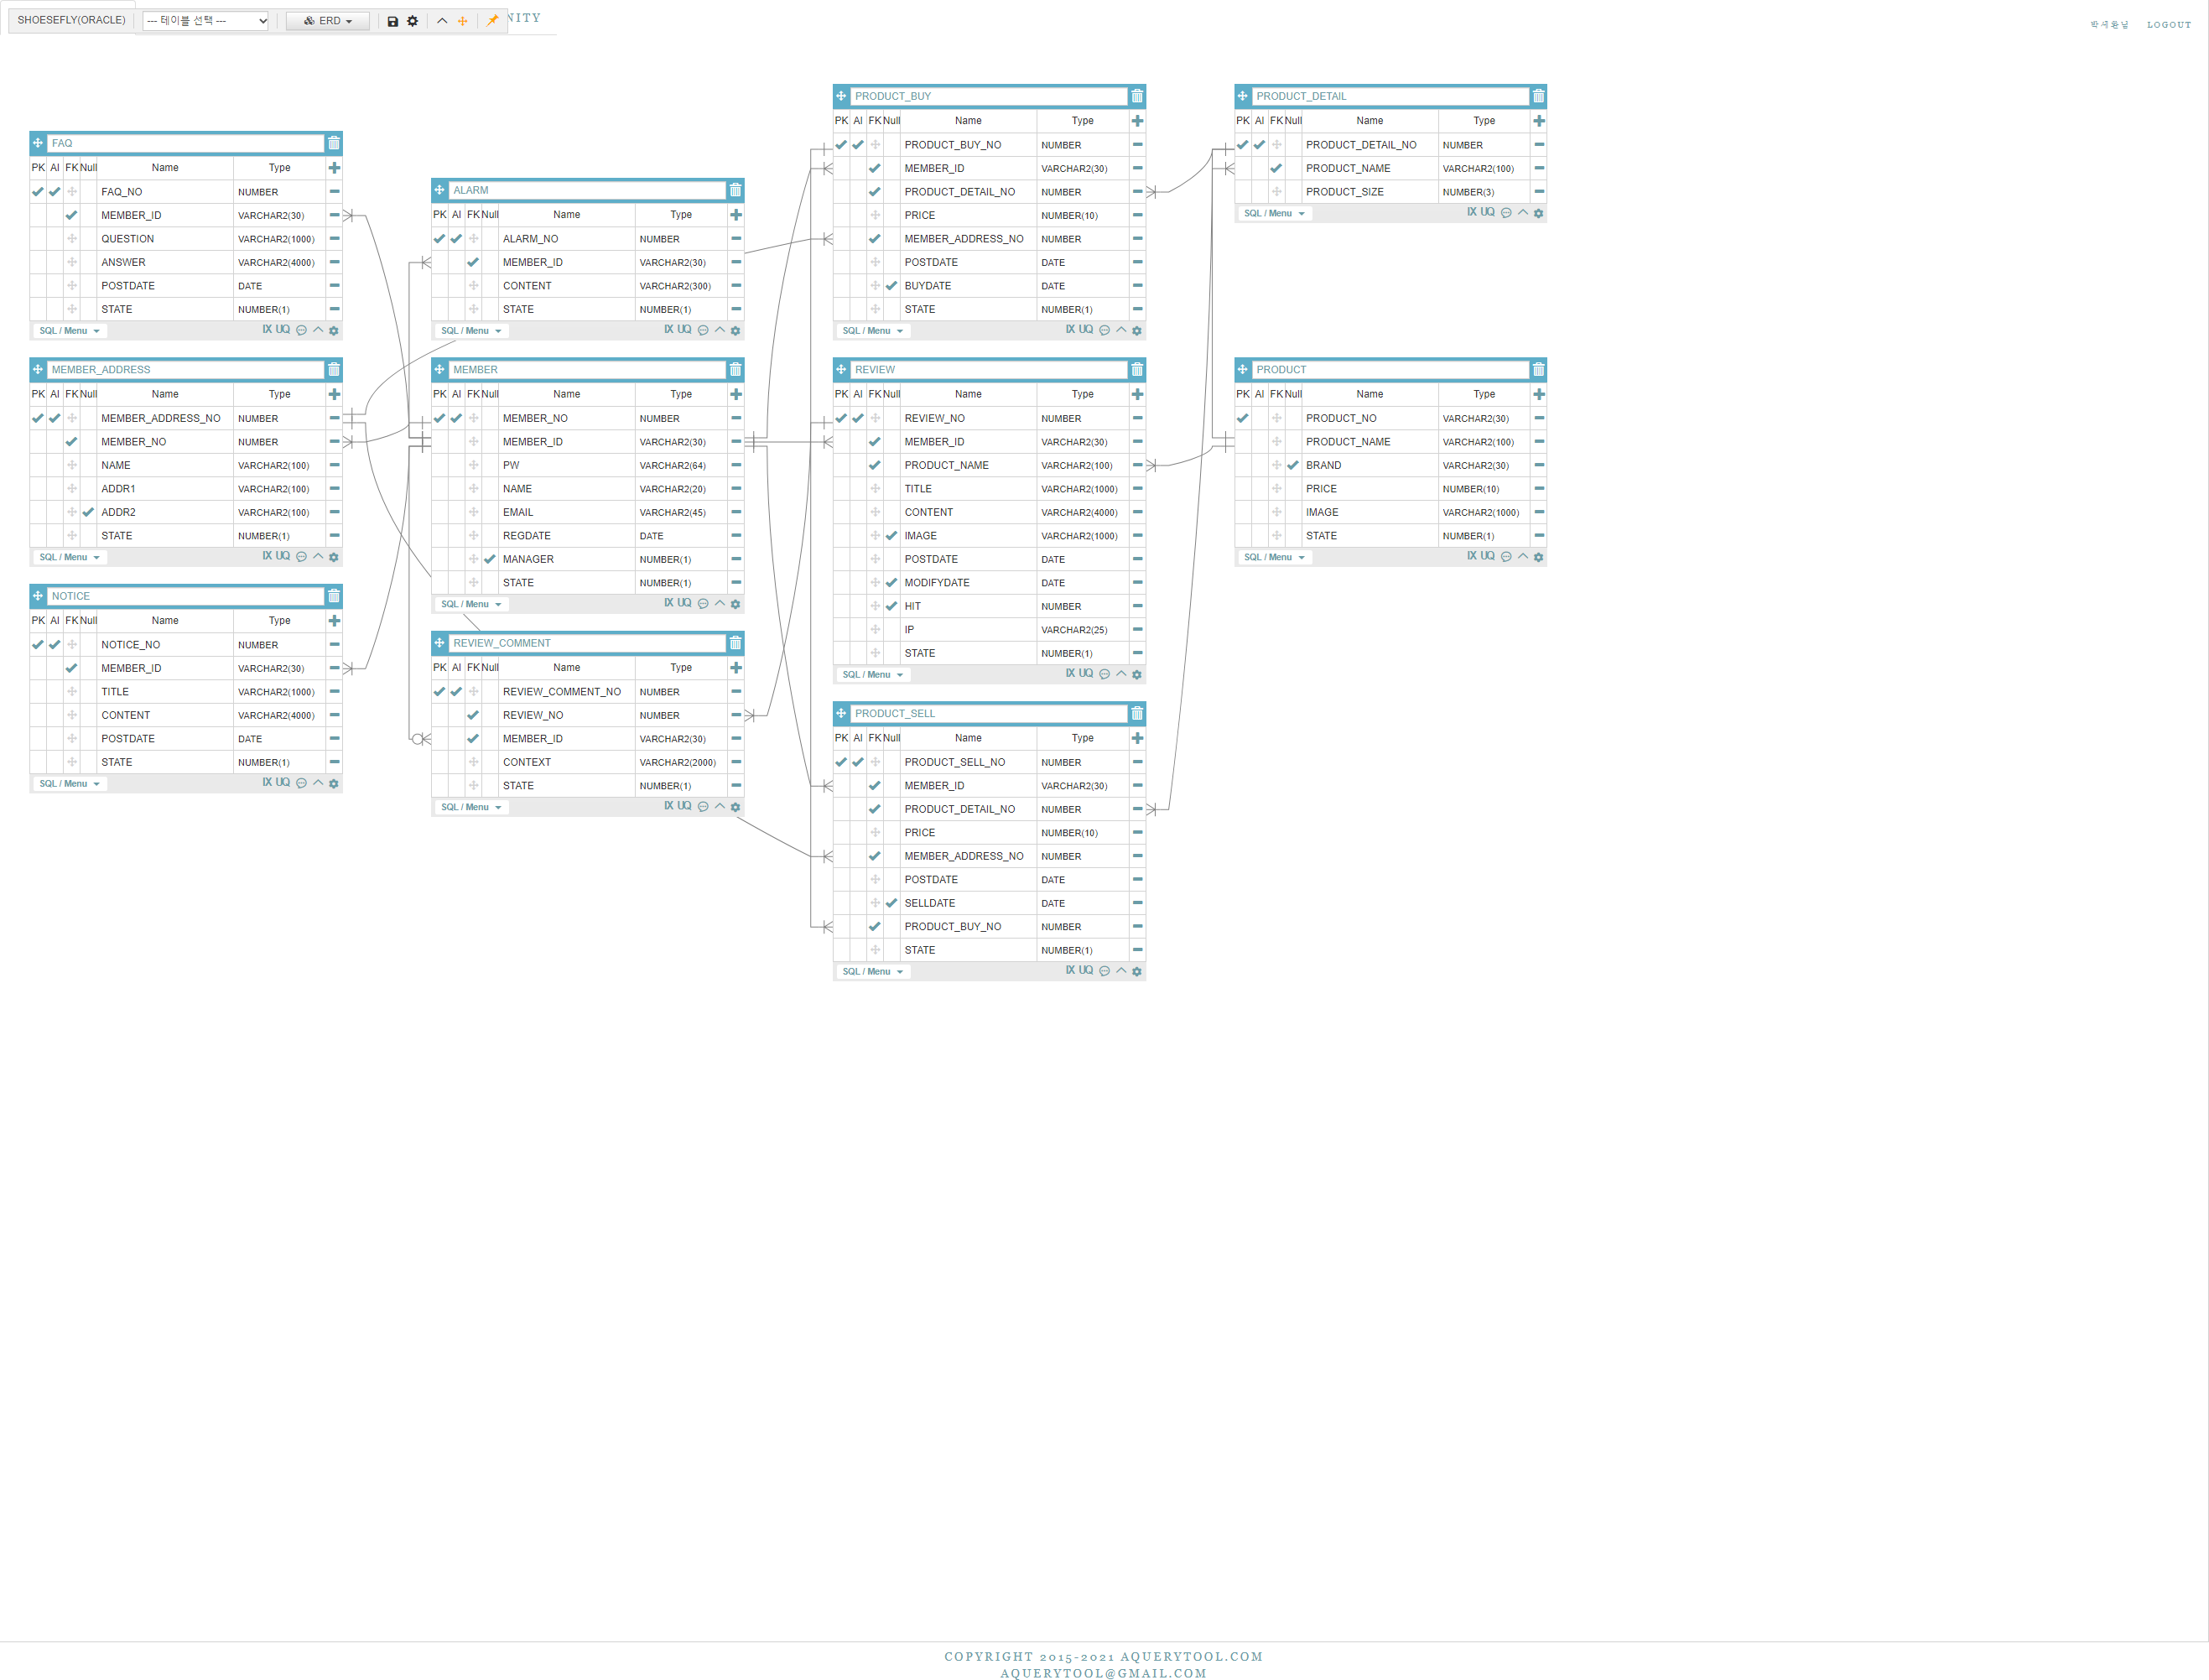 SHOESEFLY(ORACLE) --- 테이블 선택 --- ERD NITY
박세환님 LOGOUT
FAQ
PK AI FK Null Name Type
FAQ_NO NUMBER
MEMBER_ID VARCHAR2(30)
QUESTION VARCHAR2(1000)
ANSWER VARCHAR2(4000)
POSTDATE DATE
STATE NUMBER(1)
SQL / Menu IX UQ
MEMBER_ADDRESS
PK AI FK Null Name Type
MEMBER_ADDRESS_NO NUMBER
MEMBER_NO NUMBER
NAME VARCHAR2(100)
ADDR1 VARCHAR2(100)
ADDR2 VARCHAR2(100)
STATE NUMBER(1)
SQL / Menu IX UQ
NOTICE
PK AI FK Null Name Type
NOTICE_NO NUMBER
MEMBER_ID VARCHAR2(30)
TITLE VARCHAR2(1000)
CONTENT VARCHAR2(4000)
POSTDATE DATE
STATE NUMBER(1)
SQL / Menu IX UQ
ALARM
PK AI FK Null Name Type
ALARM_NO NUMBER
MEMBER_ID VARCHAR2(30)
CONTENT VARCHAR2(300)
STATE NUMBER(1)
SQL / Menu IX UQ
MEMBER
PK AI FK Null Name Type
MEMBER_NO NUMBER
MEMBER_ID VARCHAR2(30)
PW VARCHAR2(64)
NAME VARCHAR2(20)
EMAIL VARCHAR2(45)
REGDATE DATE
MANAGER NUMBER(1)
STATE NUMBER(1)
SQL / Menu IX UQ
REVIEW_COMMENT
PK AI FK Null Name Type
REVIEW_COMMENT_NO NUMBER
REVIEW_NO NUMBER
MEMBER_ID VARCHAR2(30)
CONTEXT VARCHAR2(2000)
STATE NUMBER(1)
SQL / Menu IX UQ
PRODUCT_BUY
PK AI FK Null Name Type
PRODUCT_BUY_NO NUMBER
MEMBER_ID VARCHAR2(30)
PRODUCT_DETAIL_NO NUMBER
PRICE NUMBER(10)
MEMBER_ADDRESS_NO NUMBER
POSTDATE DATE
BUYDATE DATE
STATE NUMBER(1)
SQL / Menu IX UQ
REVIEW
PK AI FK Null Name Type
REVIEW_NO NUMBER
MEMBER_ID VARCHAR2(30)
PRODUCT_NAME VARCHAR2(100)
TITLE VARCHAR2(1000)
CONTENT VARCHAR2(4000)
IMAGE VARCHAR2(1000)
POSTDATE DATE
MODIFYDATE DATE
HIT NUMBER
IP VARCHAR2(25)
STATE NUMBER(1)
SQL / Menu IX UQ
PRODUCT_SELL
PK AI FK Null Name Type
PRODUCT_SELL_NO NUMBER
MEMBER_ID VARCHAR2(30)
PRODUCT_DETAIL_NO NUMBER
PRICE NUMBER(10)
MEMBER_ADDRESS_NO NUMBER
POSTDATE DATE
SELLDATE DATE
PRODUCT_BUY_NO NUMBER
STATE NUMBER(1)
SQL / Menu IX UQ
PRODUCT_DETAIL
PK AI FK Null Name Type
PRODUCT_DETAIL_NO NUMBER
PRODUCT_NAME VARCHAR2(100)
PRODUCT_SIZE NUMBER(3)
SQL / Menu IX UQ
PRODUCT
PK AI FK Null Name Type
PRODUCT_NO VARCHAR2(30)
PRODUCT_NAME VARCHAR2(100)
BRAND VARCHAR2(30)
PRICE NUMBER(10)
IMAGE VARCHAR2(1000)
STATE NUMBER(1)
SQL / Menu IX UQ
COPYRIGHT 2015-2021 AQUERYTOOL.COM
AQUERYTOOL@GMAIL.COM